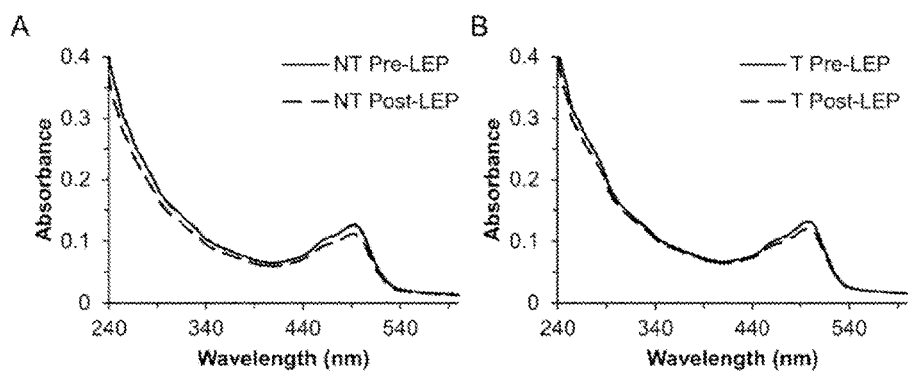 A
Absorbance
0.4
0.3
0.2
0.1
0
NT Pre-LEP
NT Post-LEP
240
340
440
540
Wavelength (nm)
B
Absorbance
0.4
0.3
0.2
0.1
0
T Pre-LEP
T Post-LEP
240
340
440
540
Wavelength (nm)